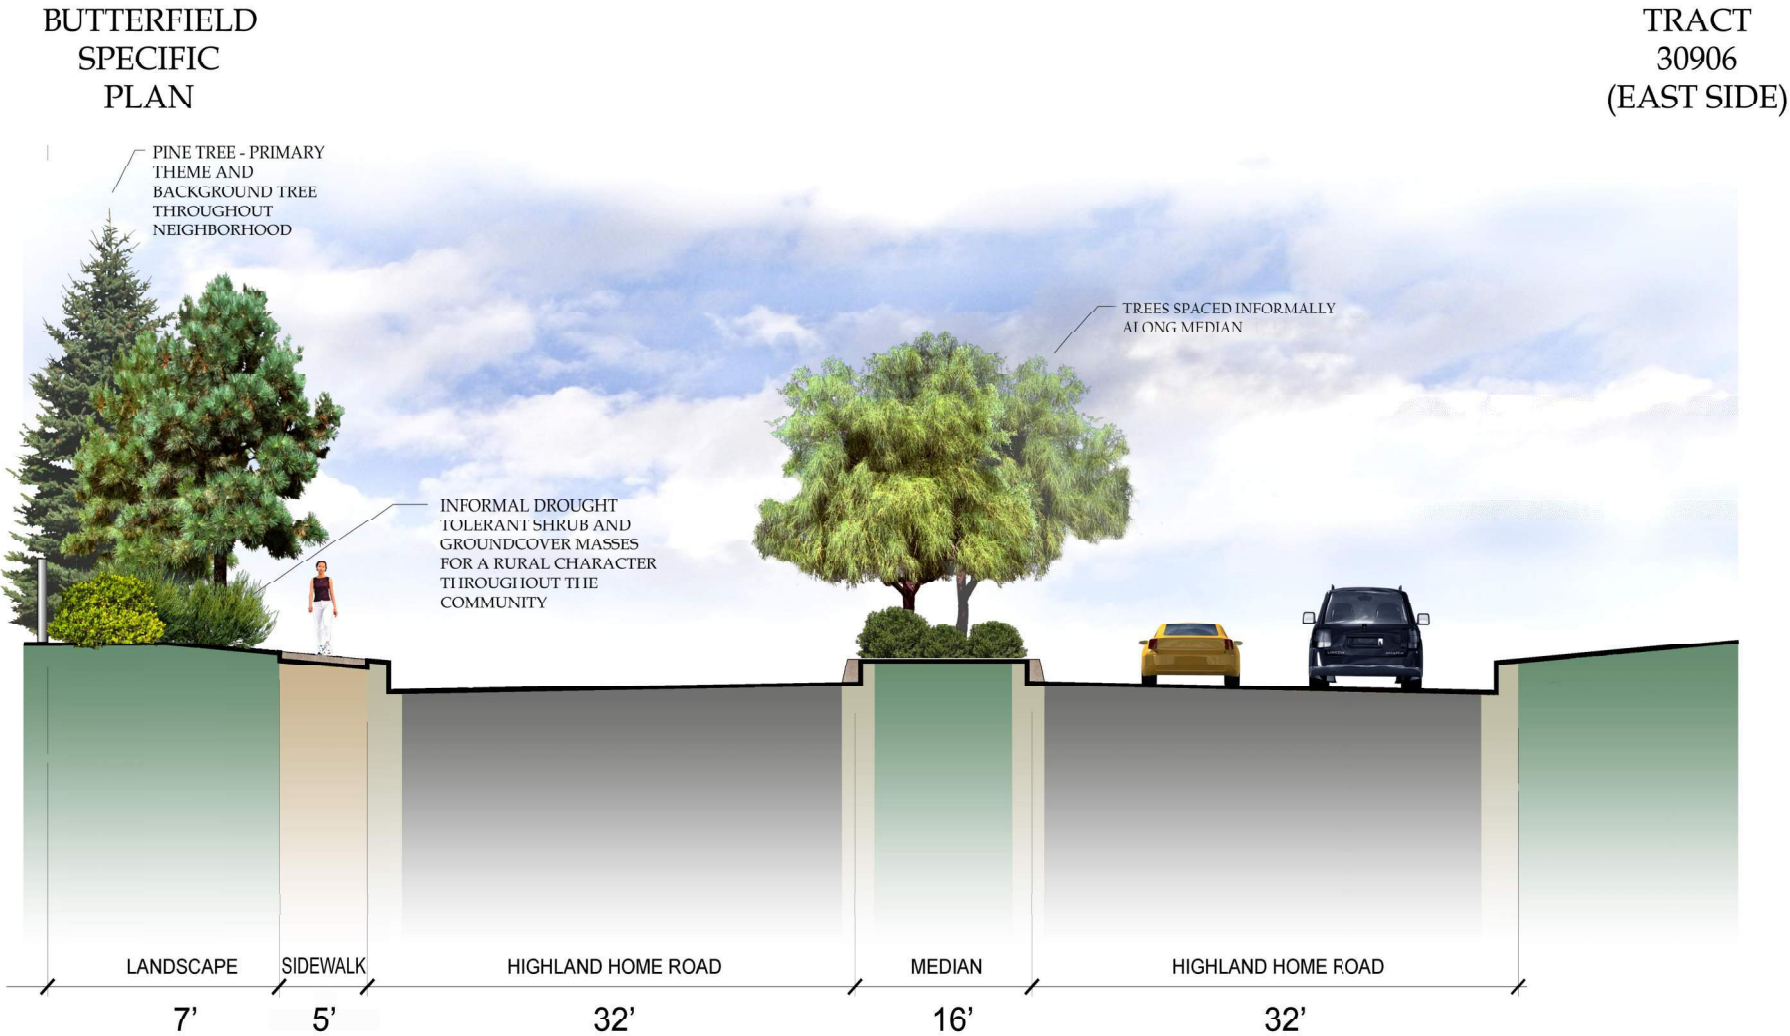 BUTTERFIELD
SPECIFIC
PLAN
TRACT
30906
(EAST SIDE)
PINE TREE - PRIMARY
THEME AND
BACKGROUND TREE
THROUGHOUT
NEIGHBORHOOD
TREES SPACED INFORMALLY
ALONG MEDIAN
INFORMAL DROUGHT
TOLERANT SHRUB AND
GROUNDCOVER MASSES
FOR A RURAL CHARACTER
THROUGHOUT THE
COMMUNITY
LANDSCAPE
SIDEWALK
HIGHLAND HOME ROAD
MEDIAN
HIGHLAND HOME ROAD
7’
5’
32’
16’
32’